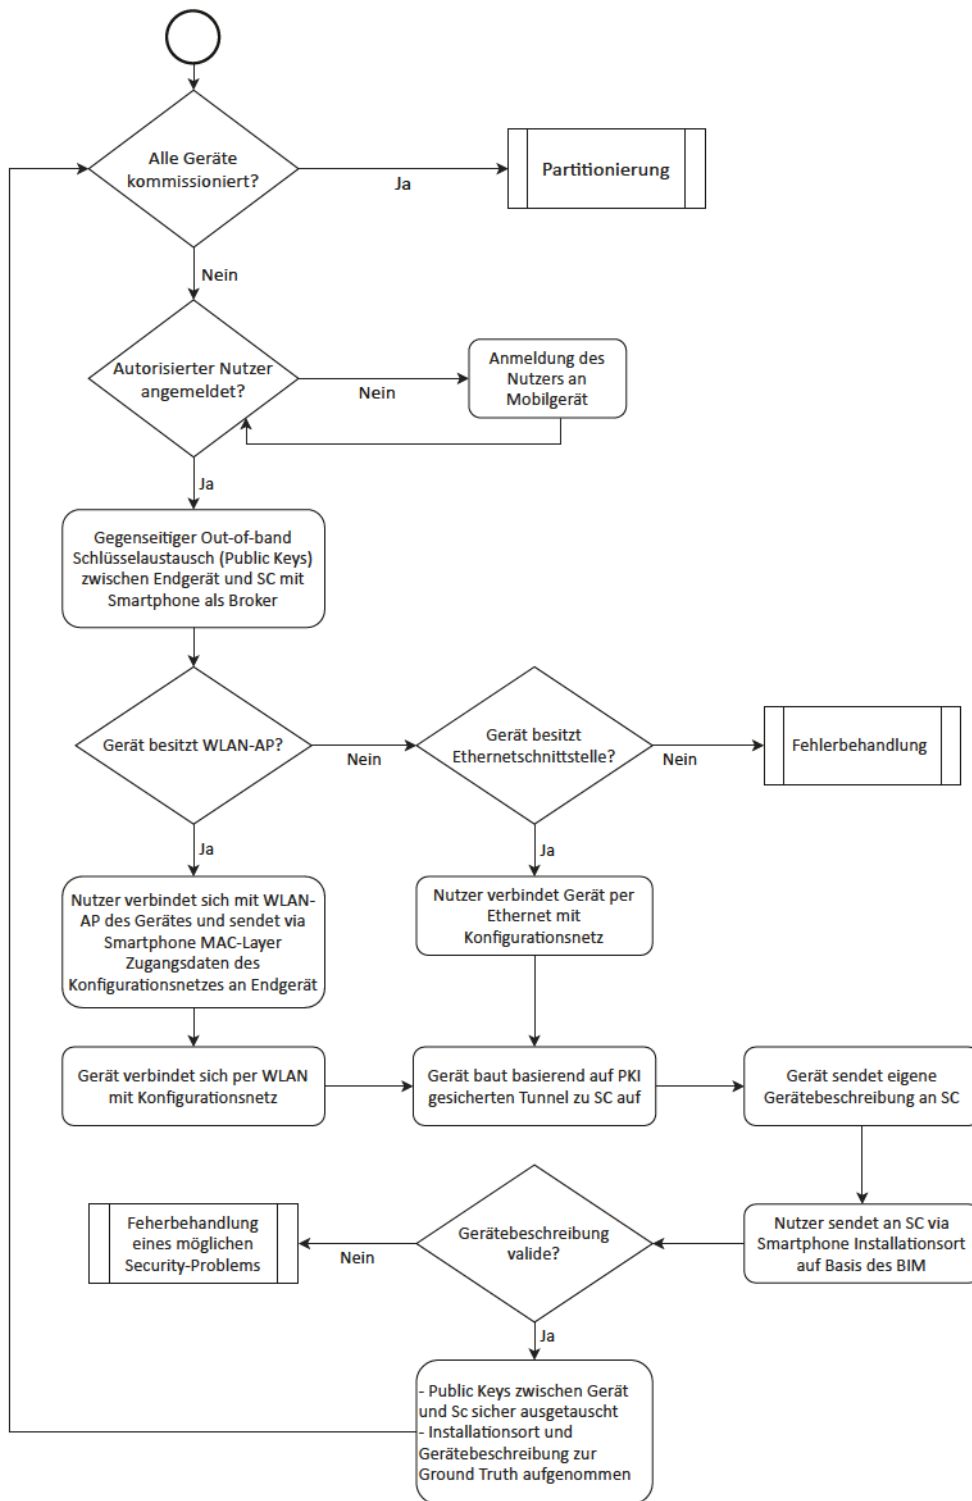 Alle Geräte
kommissioniert?
Ja
Partitionierung
Nein
Autorisierter Nutzer
angemeldet?
Nein
Anmeldung des
Nutzers an
Mobilgerät
Ja
Gegenseitiger Out-of-band
Schlüsselaustausch (Public Keys)
zwischen Endgerät und SC mit
Smartphone als Broker
Gerät besitzt WLAN-AP?
Nein
Gerät besitzt
Ethernetschnittstelle?
Nein
Fehlerbehandlung
Ja
Ja
Nutzer verbindet sich mit WLAN-
AP des Gerätes und sendet via
Smartphone MAC-Layer
Zugangsdaten des
Konfigurationsnetzes an Endgerät
Nutzer verbindet Gerät per
Ethernet mit
Konfigurationsnetz
Gerät verbindet sich per WLAN
mit Konfigurationsnetz
Gerät baut basierend auf PKI
gesicherten Tunnel zu SC auf
Gerät sendet eigene
Gerätebeschreibung an SC
Nutzer sendet an SC via
Smartphone Installationsort
auf Basis des BIM
Gerätebeschreibung
valide?
Nein
Feherbehandlung
eines möglichen
Security-Problems
Ja
- Public Keys zwischen Gerät
und Sc sicher ausgetauscht
- Installationsort und
Gerätebeschreibung zur
Ground Truth aufgenommen